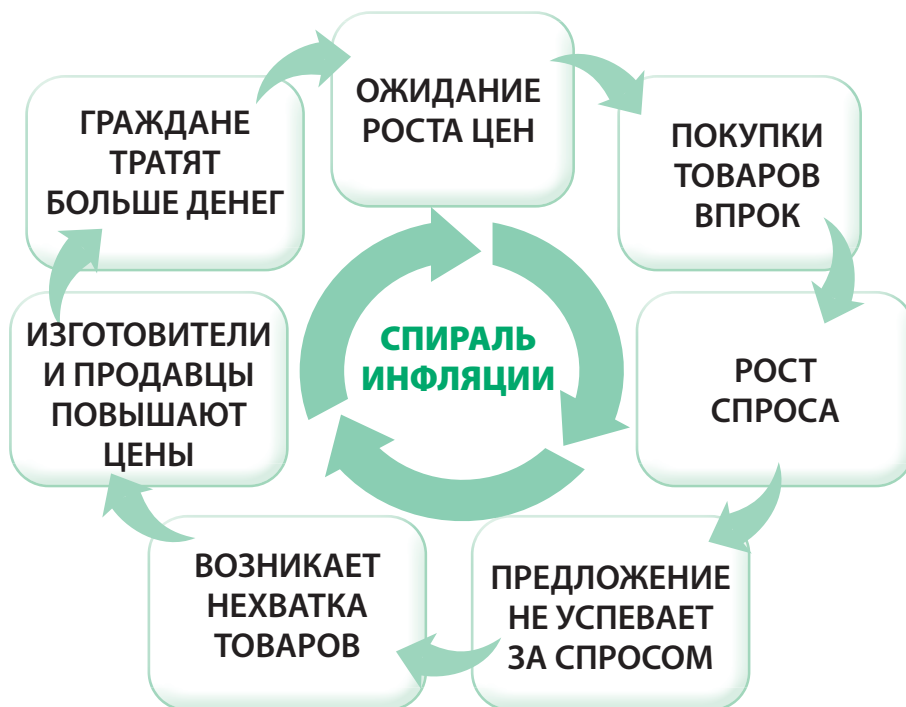 ОЖИДАНИЕ
РОСТА ЦЕН
ПОКУПКИ
ТОВАРОВ
ВПРОК
РОСТ
СПРОСА
ПРЕДЛОЖЕНИЕ
НЕ УСПЕВАЕТ
ЗА СПРОСОМ
ВОЗНИКАЕТ
НЕХВАТКА
ТОВАРОВ
ИЗГОТОВИТЕЛИ
И ПРОДАВЦЫ
ПОВЫШАЮТ
ЦЕНЫ
ГРАЖДАНЕ
ТРАТЯТ
БОЛЬШЕ ДЕНЕГ
СПИРАЛЬ
ИНФЛЯЦИИ